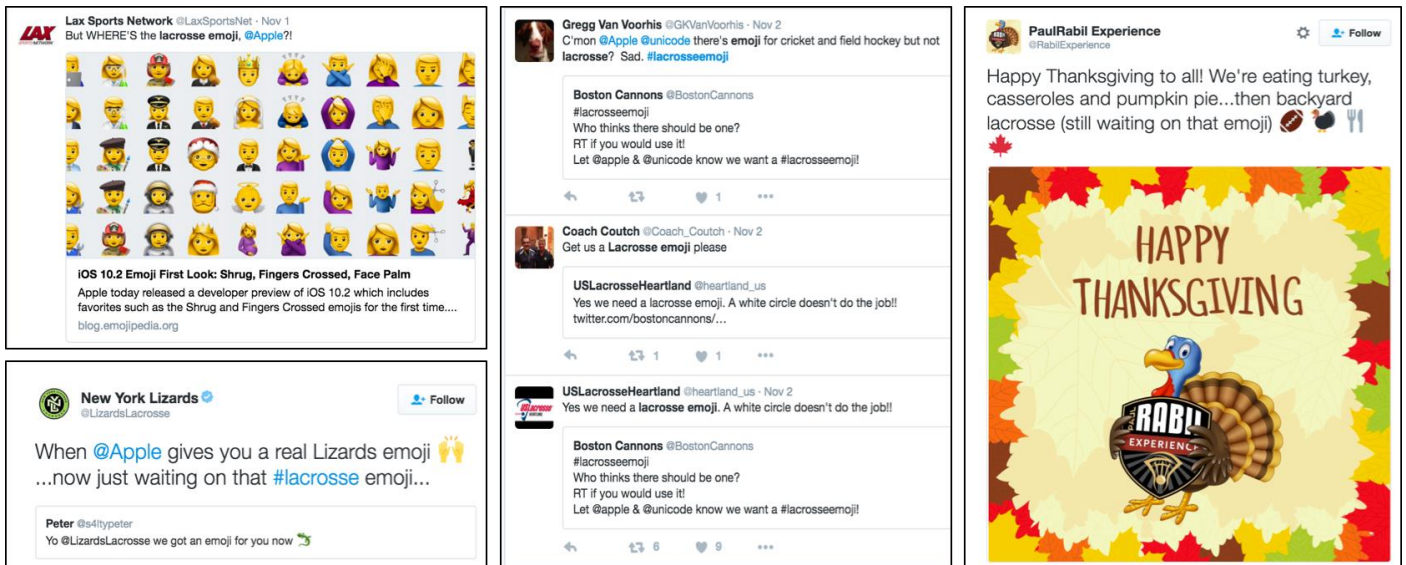 Lax Sports Network @LaxSportsNet · Nov 1
But WHERE'S the lacrosse emoji, @Apple?!
iOS 10.2 Emoji First Look: Shrug, Fingers Crossed, Face Palm
Apple today released a developer preview of iOS 10.2 which includes
favorites such as the Shrug and Fingers Crossed emojis for the first time....
blog.emojipedia.org
New York Lizards
@LizardsLacrosse
Follow
When @Apple gives you a real Lizards emoji 🙌
...now just waiting on that #lacrosse emoji...
Peter @s4ltypeter
Yo @LizardsLacrosse we got an emoji for you now 🦎
Gregg Van Voorhis @GKVanVoorhis · Nov 2
C'mon @Apple @unicode there's emoji for cricket and field hockey but not
lacrosse? Sad. #lacrosseemoji
Boston Cannons @BostonCannons
#lacrosseemoji
Who thinks there should be one?
RT if you would use it!
Let @apple & @unicode know we want a #lacrosseemoji!
1
Coach Coutch @Coach_Coutch · Nov 2
Get us a Lacrosse emoji please
USLacrosseHeartland @heartland_us
Yes we need a lacrosse emoji. A white circle doesn't do the job!!
twitter.com/bostoncannons/…
1 1
USLacrosseHeartland @heartland_us · Nov 2
Yes we need a lacrosse emoji. A white circle doesn't do the job!!
Boston Cannons @BostonCannons
#lacrosseemoji
Who thinks there should be one?
RT if you would use it!
Let @apple & @unicode know we want a #lacrosseemoji!
6 9
PaulRabil Experience
@RabilExperience
Follow
Happy Thanksgiving to all! We're eating turkey,
casseroles and pumpkin pie...then backyard
lacrosse (still waiting on that emoji) 🏈 🦃 🍴
🍁
HAPPY
THANKSGIVING
PAUL
RABIL
EXPERIENCE